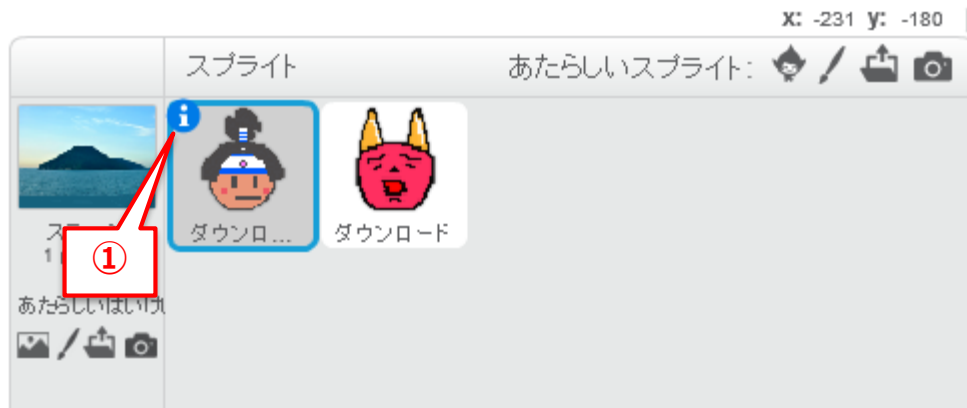 x: -231 y: -180
スプライト
あたらしいスプライト:
i
ダウンロ... ダウンロード
1
①
あたらしいはいけ